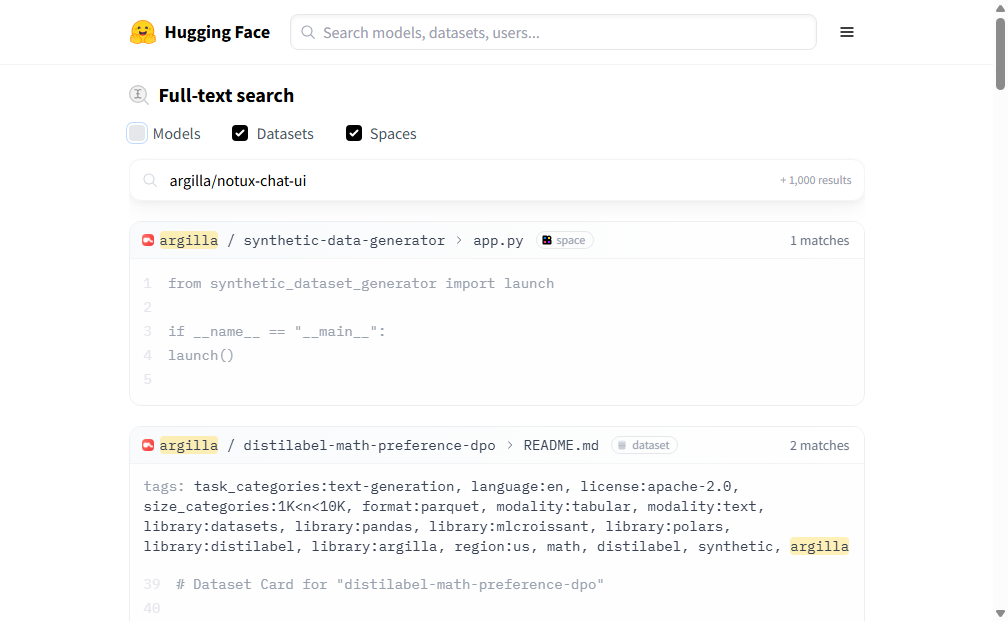 Hugging Face
Search models, datasets, users...
Full-text search
Models Datasets Spaces
argilla/notux-chat-ui + 1,000 results
argilla / synthetic-data-generator > app.py space 1 matches
1 from synthetic_dataset_generator import launch
2
3 if __name__ == "__main__":
4 launch()
5
argilla / distilabel-math-preference-dpo > README.md dataset 2 matches
tags: task_categories:text-generation, language:en, license:apache-2.0,
size_categories:1K<n<10K, format:parquet, modality:tabular, modality:text,
library:datasets, library:pandas, library:mlcroissant, library:polars,
library:distilabel, library:argilla, region:us, math, distilabel, synthetic, argilla
39 # Dataset Card for "distilabel-math-preference-dpo"
40